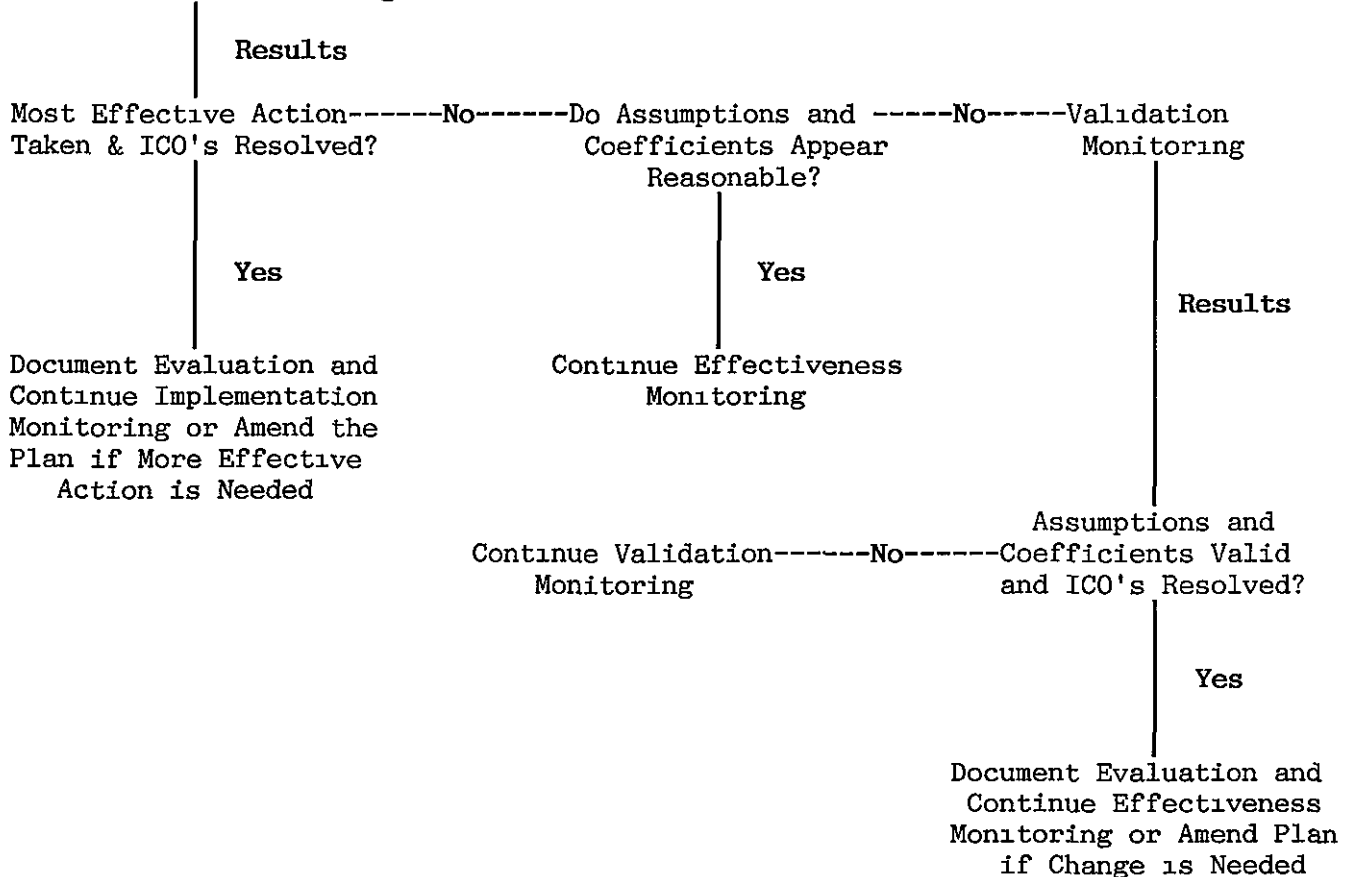 Results
Most Effective Action------No------Do Assumptions and -----No-----Validation
Taken & ICO's Resolved? Coefficients Appear Monitoring
Reasonable?
Yes Yes
Results
Document Evaluation and Continue Effectiveness
Continue Implementation Monitoring
Monitoring or Amend the
Plan if More Effective
Action is Needed
Assumptions and
Continue Validation------No------Coefficients Valid
Monitoring and ICO's Resolved?
Yes
Document Evaluation and
Continue Effectiveness
Monitoring or Amend Plan
if Change is Needed